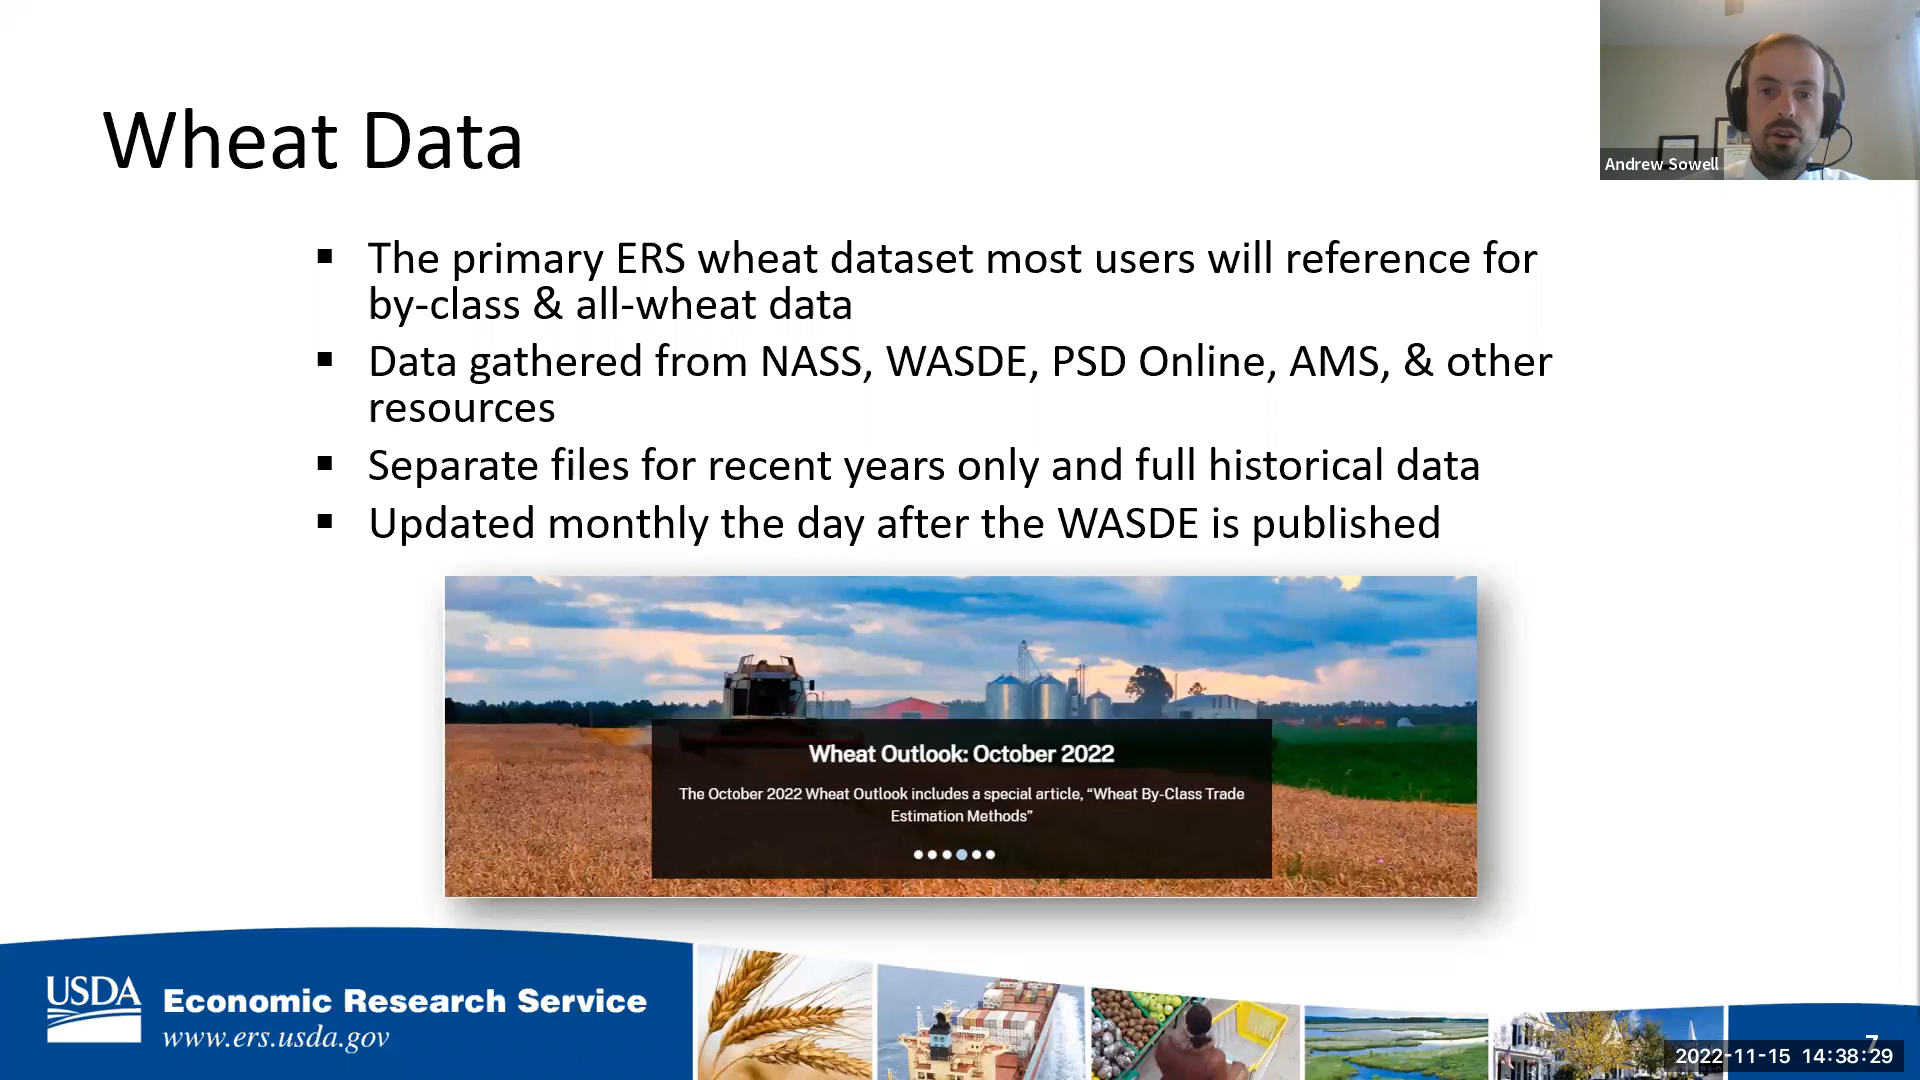 Wheat Data
Andrew Sowell
▪ The primary ERS wheat dataset most users will reference for
by-class & all-wheat data
▪ Data gathered from NASS, WASDE, PSD Online, AMS, & other
resources
▪ Separate files for recent years only and full historical data
▪ Updated monthly the day after the WASDE is published
Wheat Outlook: October 2022
The October 2022 Wheat Outlook includes a special article, “Wheat By-Class Trade
Estimation Methods”
USDA
Economic Research Service
www.ers.usda.gov
7
2022-11-15 14:38:29